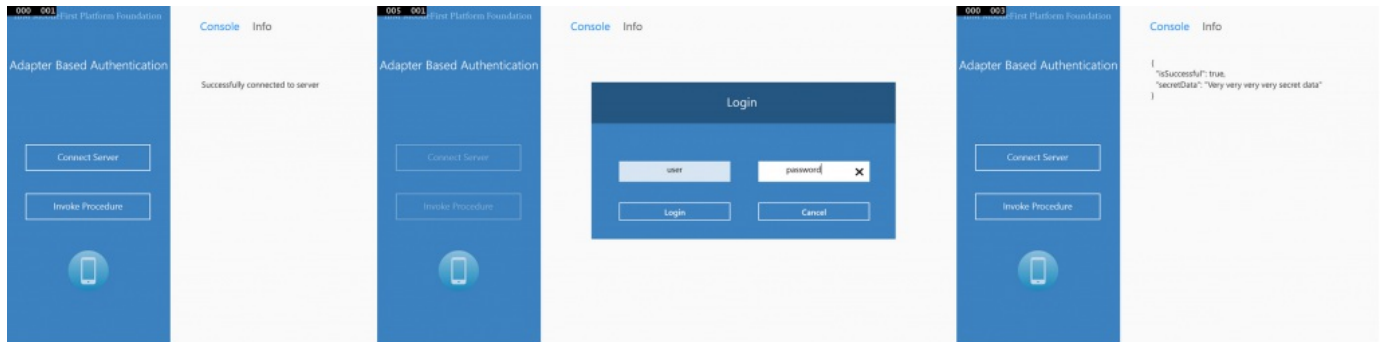 000 001
First Platform Foundation
Console Info
Adapter Based Authentication
Successfully connected to server
Connect Server
Invoke Procedure
005 001
First Platform Foundation
Console Info
Adapter Based Authentication
Login
Connect Server
user password
Invoke Procedure
Login Cancel
000 003
First Platform Foundation
Console Info
Adapter Based Authentication
{
"isSuccessful": true,
"secretData": "Very very very very secret data"
}
Connect Server
Invoke Procedure